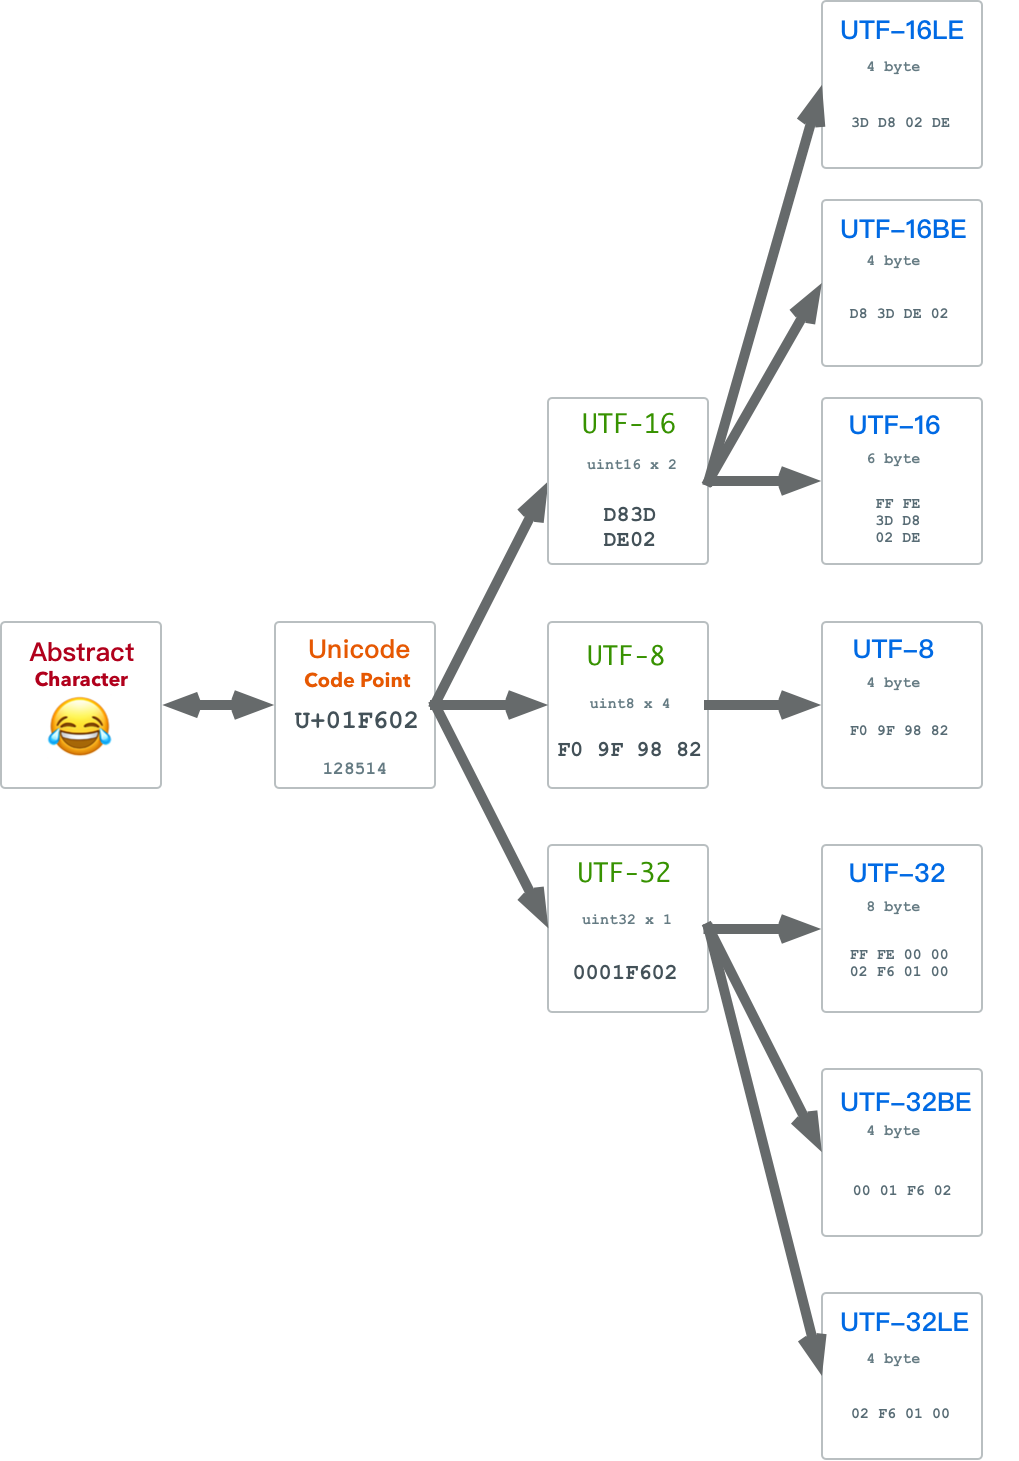 Abstract
Character
😂
Unicode
Code Point
U+01F602
128514
UTF-16
uint16 x 2
D83D
DE02
UTF-8
uint8 x 4
F0 9F 98 82
UTF-32
uint32 x 1
0001F602
UTF-16LE
4 byte
3D D8 02 DE
UTF-16BE
4 byte
D8 3D DE 02
UTF-16
6 byte
FF FE
3D D8
02 DE
UTF-8
4 byte
F0 9F 98 82
UTF-32
8 byte
FF FE 00 00
02 F6 01 00
UTF-32BE
4 byte
00 01 F6 02
UTF-32LE
4 byte
02 F6 01 00